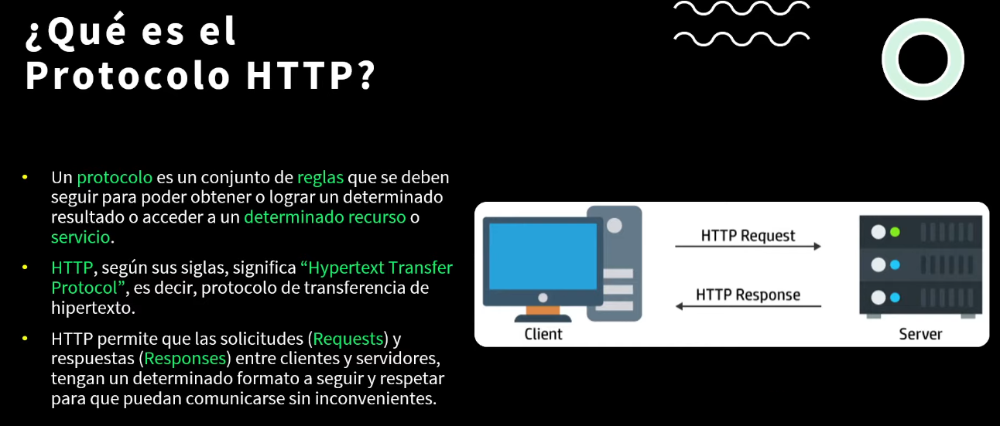 ¿Qué es el
Protocolo HTTP?
• Un protocolo es un conjunto de reglas que se deben
seguir para poder obtener o lograr un determinado
resultado o acceder a un determinado recurso o
servicio.
• HTTP, según sus siglas, significa “Hypertext Transfer
Protocol”, es decir, protocolo de transferencia de
hipertexto.
• HTTP permite que las solicitudes (Requests) y
respuestas (Responses) entre clientes y servidores,
tengan un determinado formato a seguir y respetar
para que puedan comunicarse sin inconvenientes.
HTTP Request
HTTP Response
Client
Server